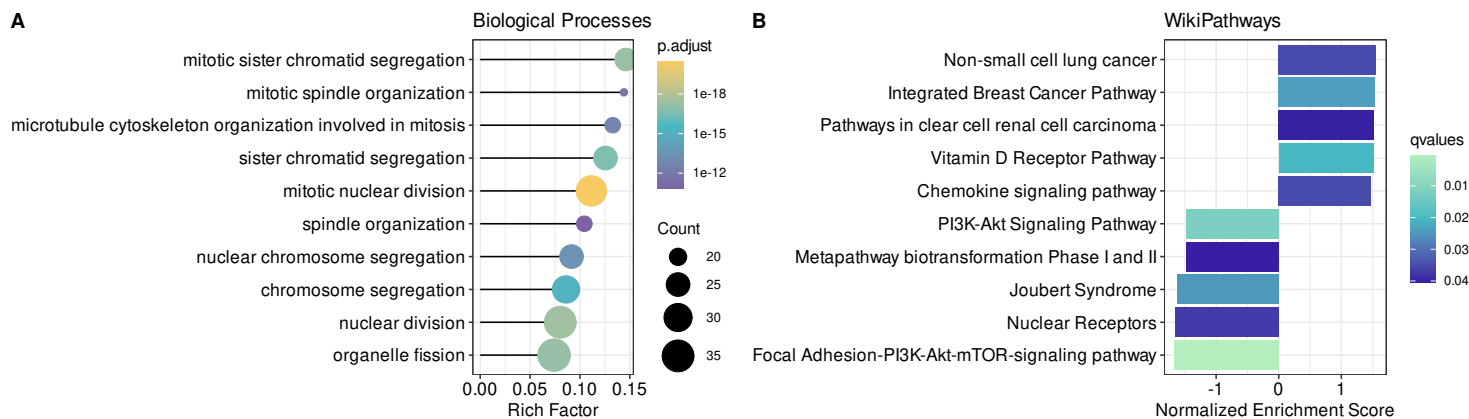 A
Biological Processes
mitotic sister chromatid segregation
mitotic spindle organization
microtubule cytoskeleton organization involved in mitosis
sister chromatid segregation
mitotic nuclear division
spindle organization
nuclear chromosome segregation
chromosome segregation
nuclear division
organelle fission
0.00 0.05 0.10 0.15
Rich Factor
p.adjust
1e-18
1e-15
1e-12
Count
20
25
30
35
B
WikiPathways
Non-small cell lung cancer
Integrated Breast Cancer Pathway
Pathways in clear cell renal cell carcinoma
Vitamin D Receptor Pathway
Chemokine signaling pathway
PI3K-Akt Signaling Pathway
Metapathway biotransformation Phase I and II
Joubert Syndrome
Nuclear Receptors
Focal Adhesion-PI3K-Akt-mTOR-signaling pathway
-1 0 1
Normalized Enrichment Score
qvalues
0.01
0.02
0.03
0.04